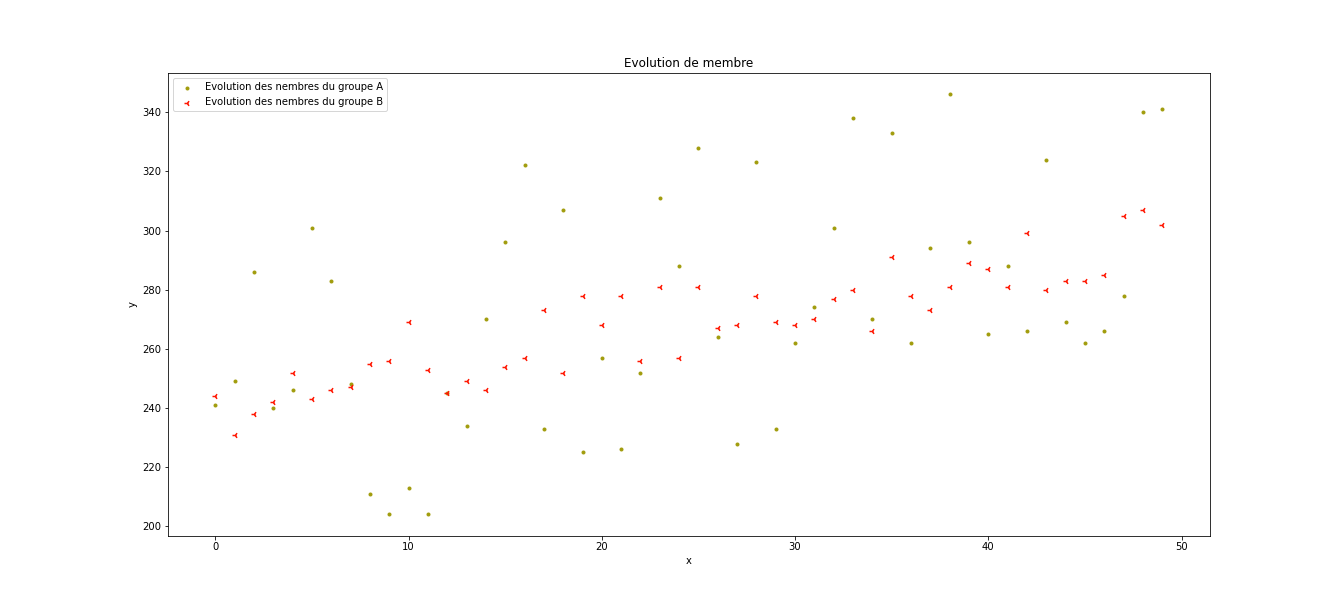 Evolution de membre
Evolution des nembres du groupe A
Evolution des nembres du groupe B
340
320
300
280
260
240
220
200
y
0 10 20 30 40 50
x